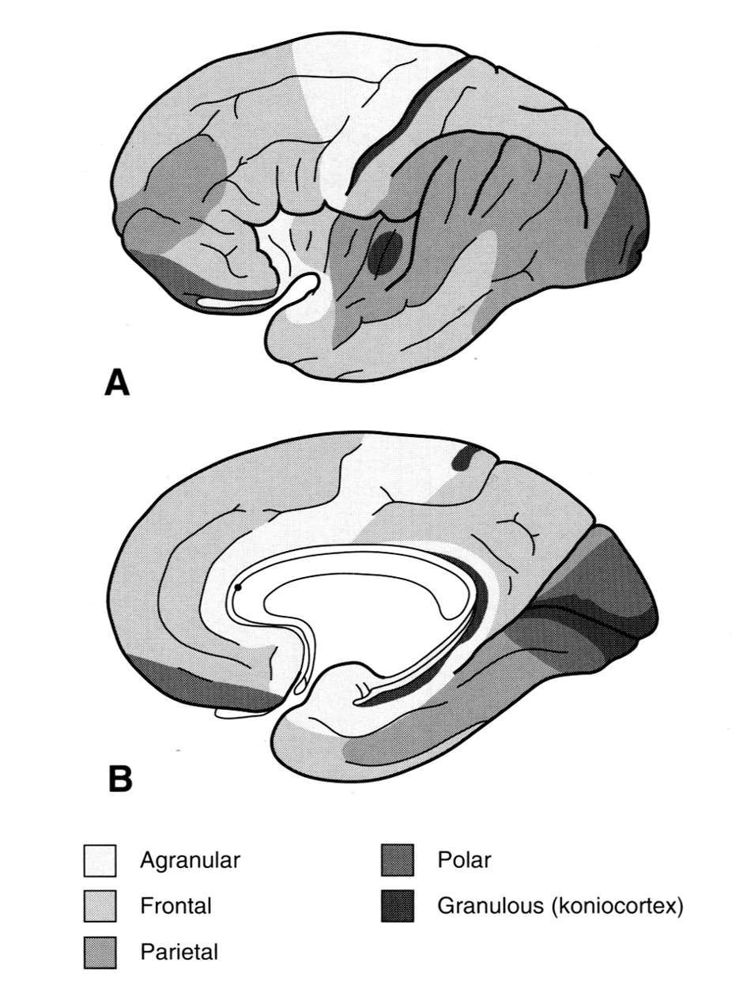 A
B
Agranular
Frontal
Parietal
Polar
Granulous (koniocortex)